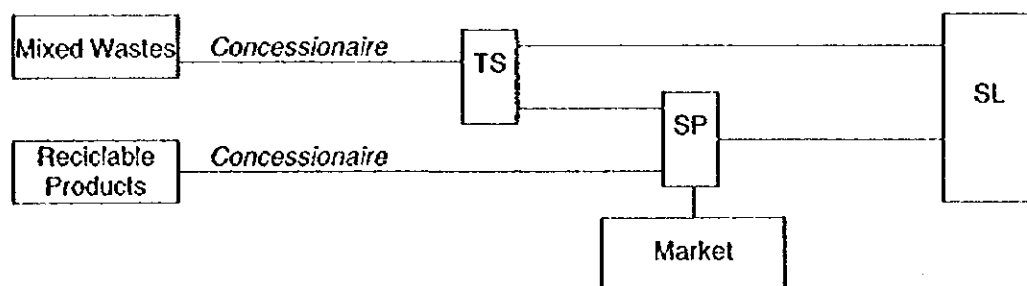 Mixed Wastes
Concessionaire
TS
SL
SP
Reciclable
Products
Concessionaire
Market